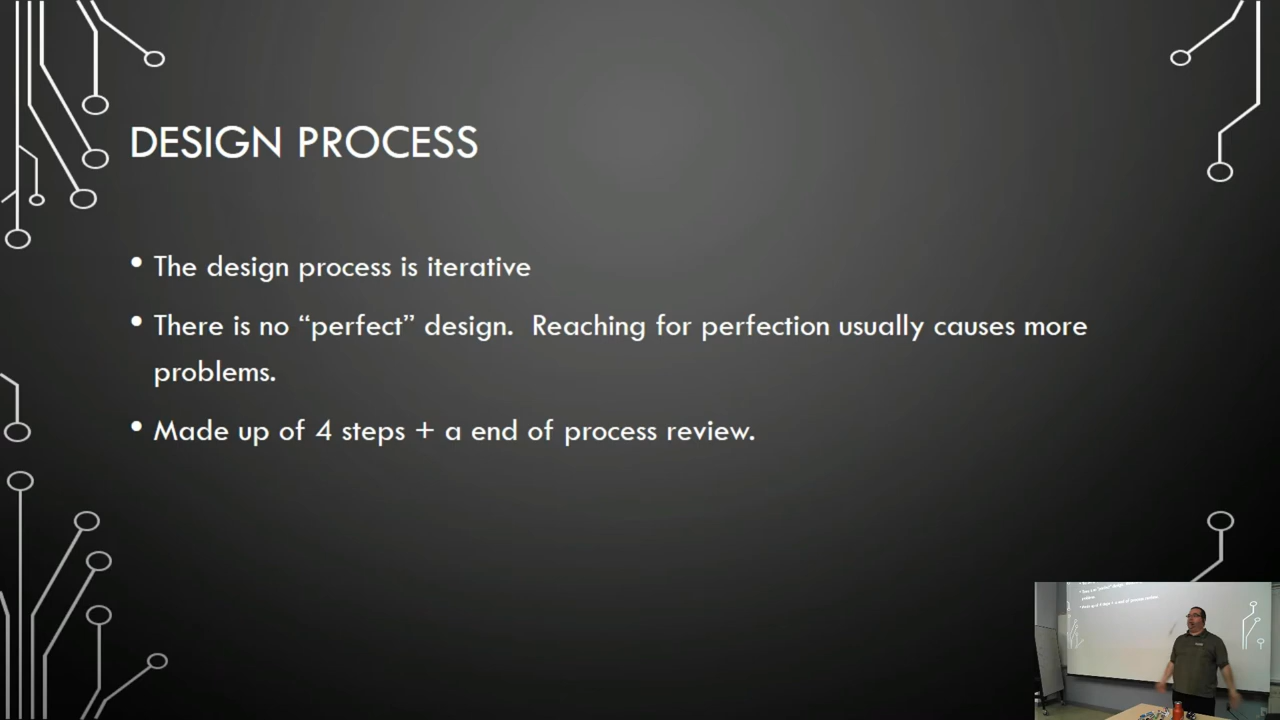 DESIGN PROCESS
• The design process is iterative
• There is no “perfect” design.  Reaching for perfection usually causes more
problems.
• Made up of 4 steps + a end of process review.